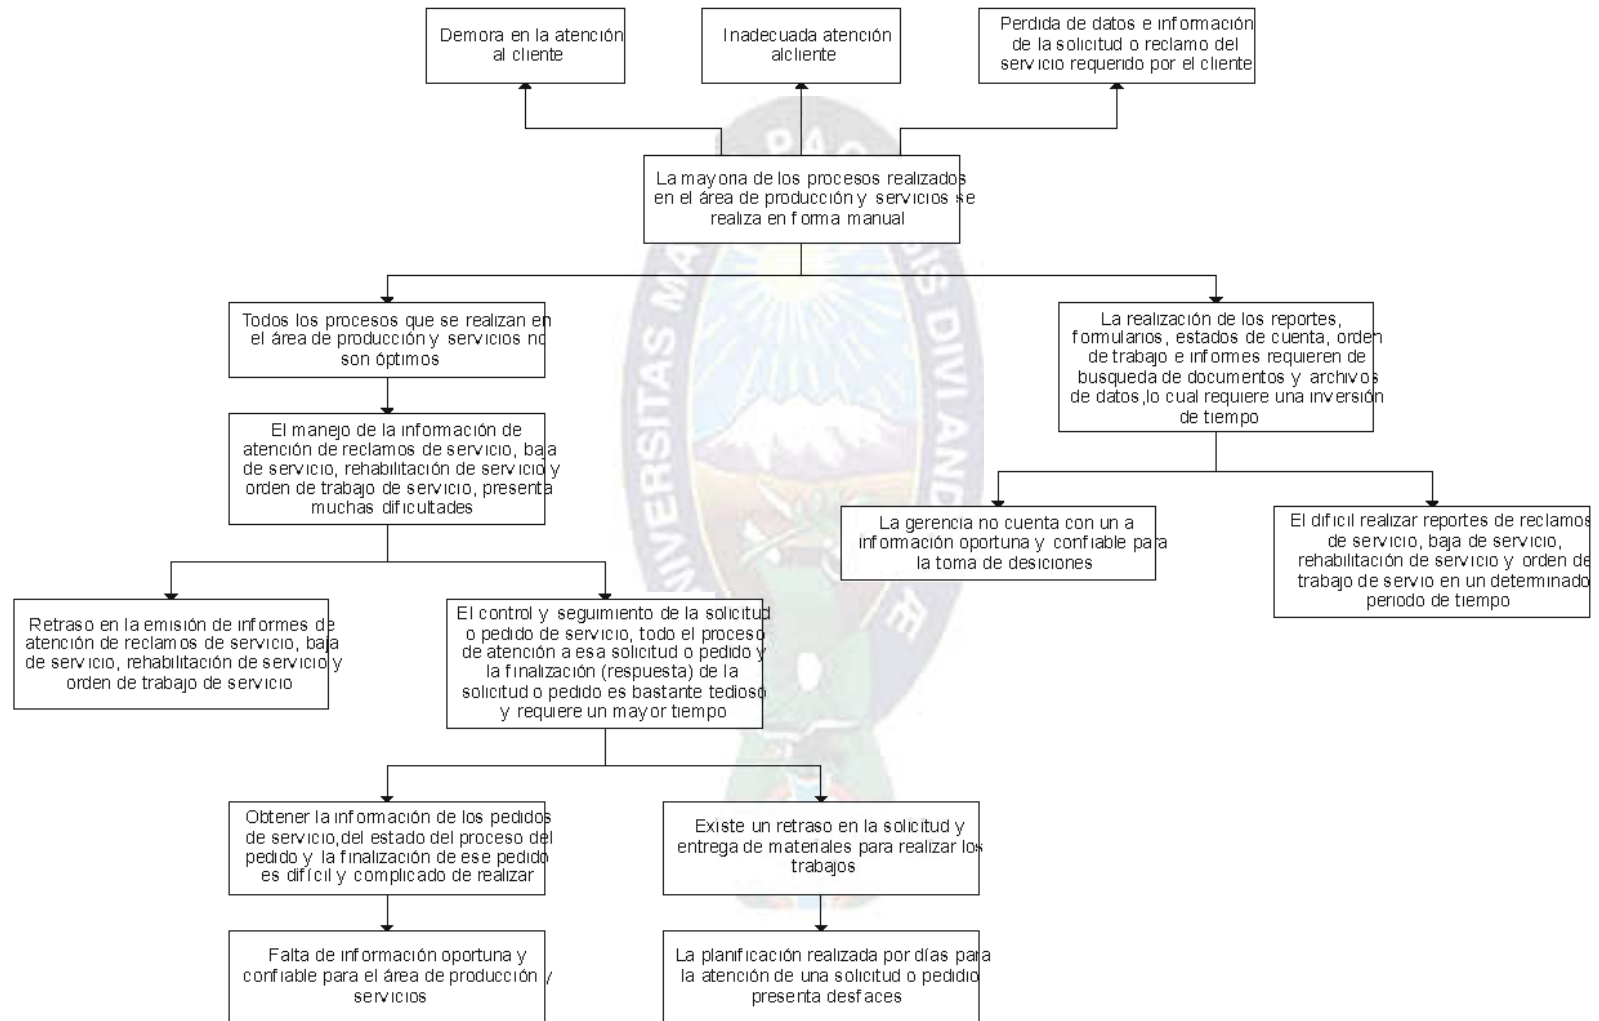 Demora en la atención
al cliente
Inadecuada atención
alcliente
Perdida de datos e información
de la solicitud o reclamo del
servicio requerido por el cliente
La mayoria de los procesos realizados
en el área de producción y servicios se
realiza en forma manual
Todos los procesos que se realizan en
el área de producción y servicios no
son óptimos
La realización de los reportes,
formularios, estados de cuenta, orden
de trabajo e informes requieren de
busqueda de documentos y archivos
de datos,lo cual requiere una inversión
de tiempo
El manejo de la información de
atención de reclamos de servicio, baja
de servicio, rehabilitación de servicio y
orden de trabajo de servicio, presenta
muchas dificultades
La gerencia no cuenta con un a
información oportuna y confiable para
la toma de desiciones
El dificil realizar reportes de reclamos
de servicio, baja de servicio,
rehabilitación de servicio y orden de
trabajo de servio en un determinado
periodo de tiempo
Retraso en la emisión de informes de
atención de reclamos de servicio, baja
de servicio, rehabilitación de servicio y
orden de trabajo de servicio
El control y seguimiento de la solicitud
o pedido de servicio, todo el proceso
de atención a esa solicitud o pedido y
la finalización (respuesta) de la
solicitud o pedido es bastante tedioso
y requiere un mayor tiempo
Obtener la información de los pedidos
de servicio,del estado del proceso del
pedido y la finalización de ese pedido
es difícil y complicado de realizar
Existe un retraso en la solicitud y
entrega de materiales para realizar los
trabajos
Falta de información oportuna y
confiable para el área de producción y
servicios
La planificación realizada por días para
la atención de una solicitud o pedidio
presenta desfaces